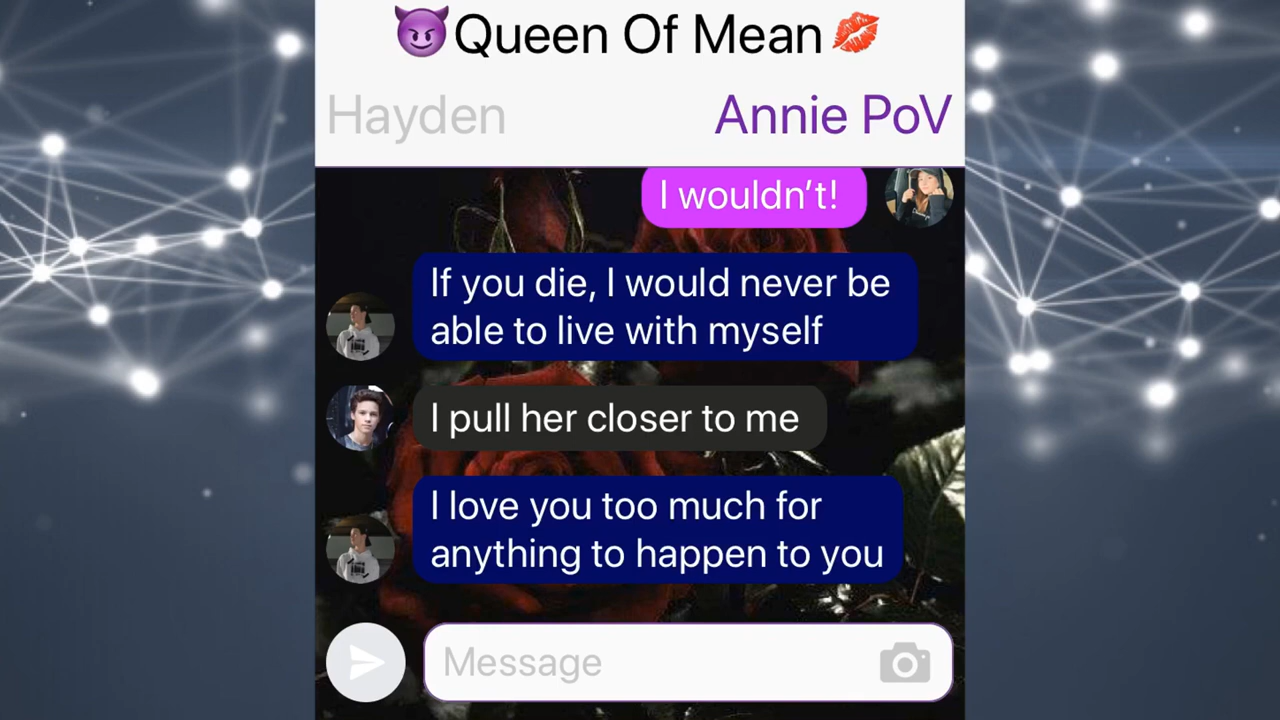 😈Queen Of Mean💋
Hayden
Annie PoV
I wouldn’t!
If you die, I would never be
able to live with myself
I pull her closer to me
I love you too much for
anything to happen to you
Message